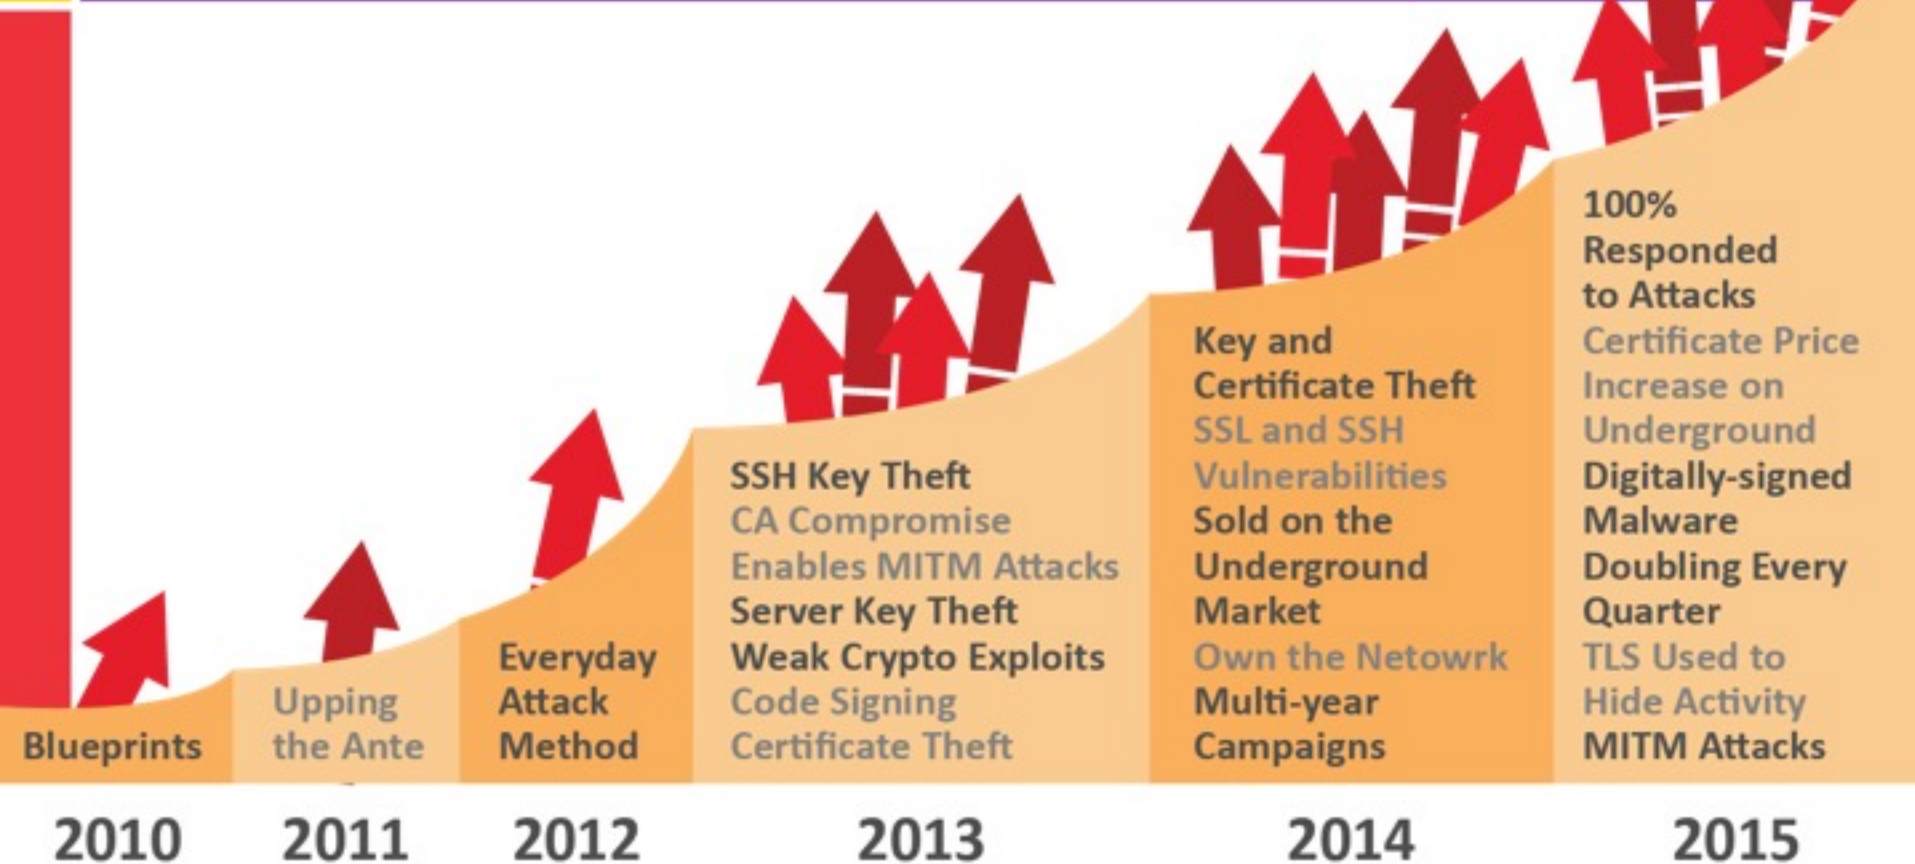 Blueprints
Upping
the Ante
Everyday
Attack
Method
SSH Key Theft
CA Compromise
Enables MITM Attacks
Server Key Theft
Weak Crypto Exploits
Code Signing
Certificate Theft
Key and
Certificate Theft
SSL and SSH
Vulnerabilities
Sold on the
Underground
Market
Own the Netowrk
Multi-year
Campaigns
100%
Responded
to Attacks
Certificate Price
Increase on
Underground
Digitally-signed
Malware
Doubling Every
Quarter
TLS Used to
Hide Activity
MITM Attacks
2010
2011
2012
2013
2014
2015